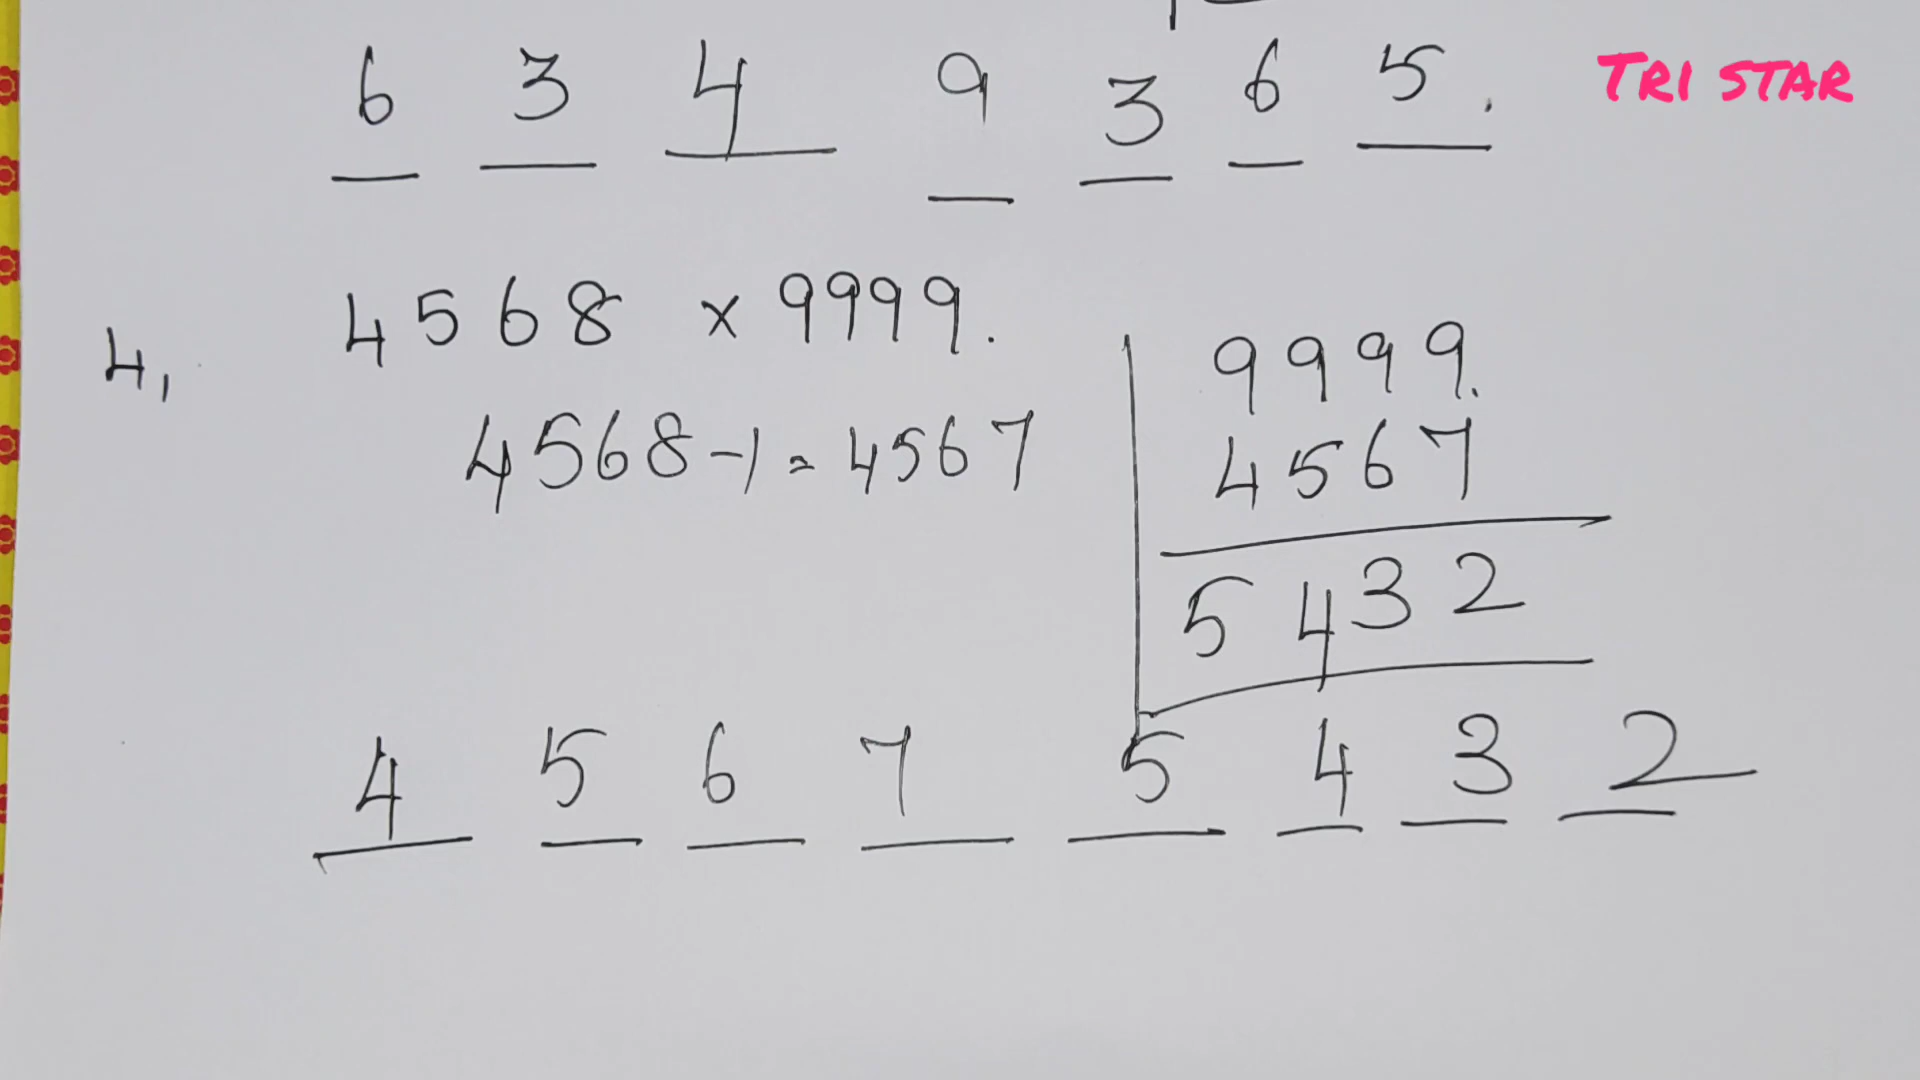 6 3 4 9 3 6 5 .
TRI STAR
4, 4568 x 9999.
4568-1=4567
9999.
4567
5432
4 5 6 7 5 4 3 2